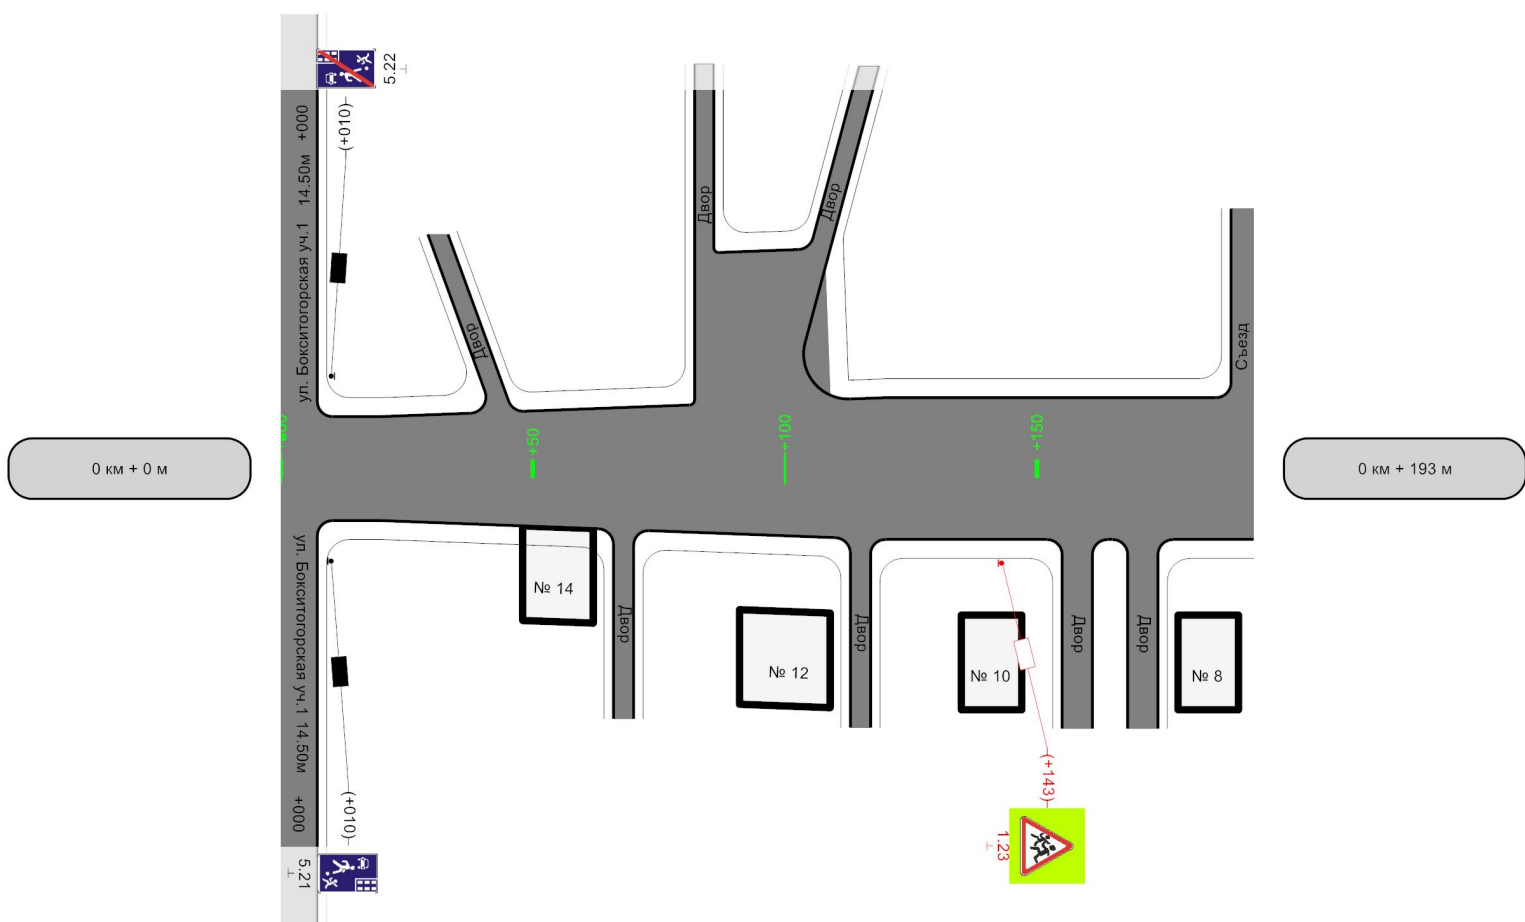 5.22
(+010)
ул. Бокситогорская уч.1 14.50м +000
Двор
Двор
Двор
Съезд
+50
+100
+150
0 км + 0 м
0 км + 193 м
№ 14
№ 12
№ 10
№ 8
Двор
Двор
Двор
Двор
ул. Бокситогорская уч.1 14.50м +000
(+010)
5.21
(+143)
1.23